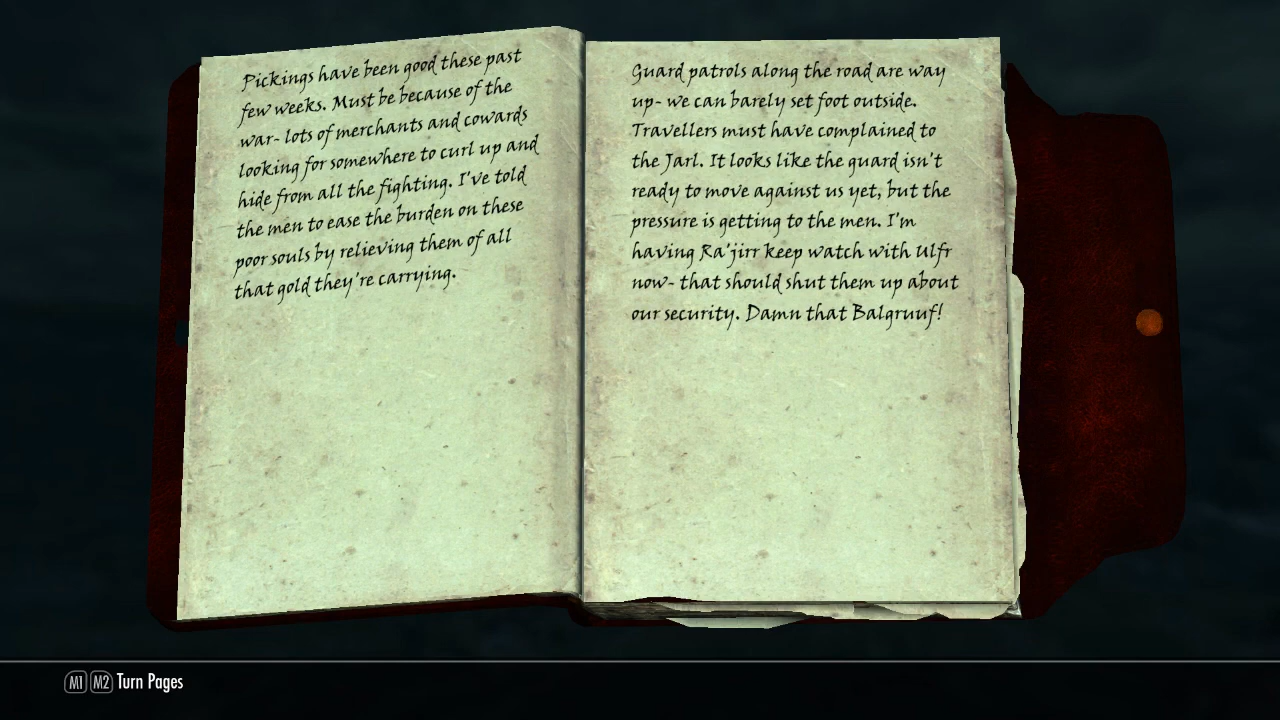 Pickings have been good these past
few weeks. Must be because of the
war- lots of merchants and cowards
looking for somewhere to curl up and
hide from all the fighting. I've told
the men to ease the burden on these
poor souls by relieving them of all
that gold they're carrying.
Guard patrols along the road are way
up- we can barely set foot outside.
Travellers must have complained to
the Jarl. It looks like the guard isn't
ready to move against us yet, but the
pressure is getting to the men. I'm
having Ra'jirr keep watch with Ulfr
now- that should shut them up about
our security. Damn that Balgruuf!
M1 M2 Turn Pages